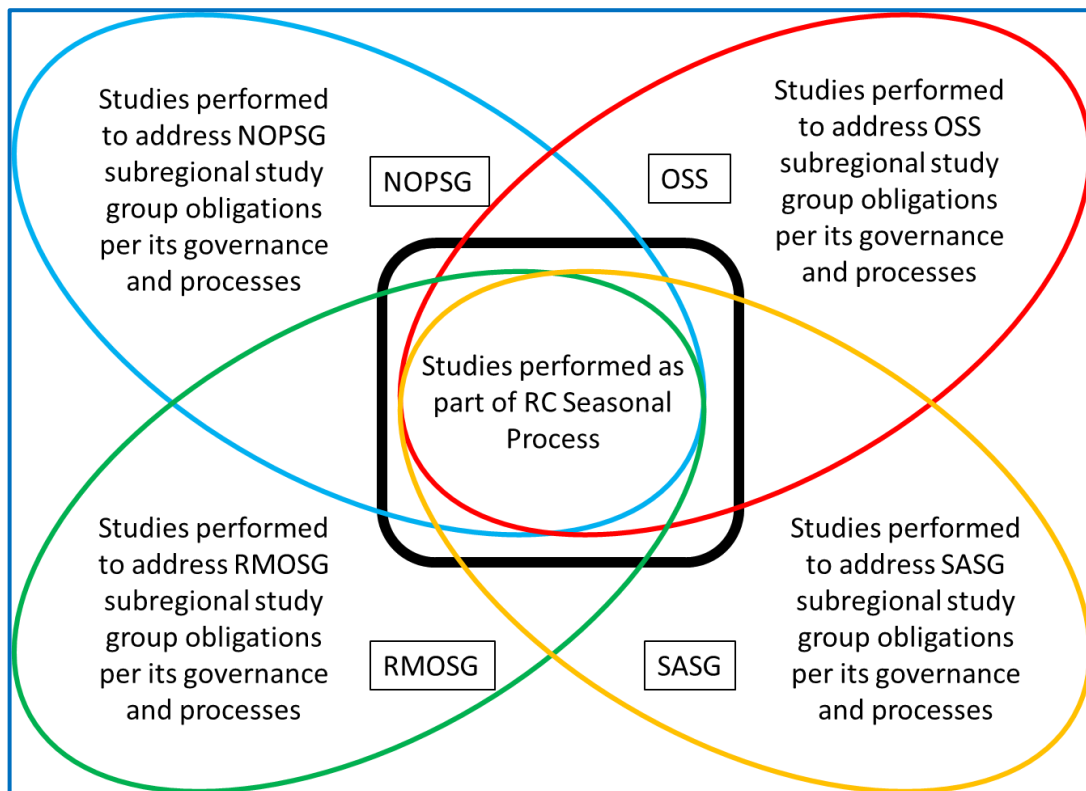 Studies performed
to address NOPSG
subregional study
group obligations
per its governance
and processes
NOPSG
OSS
Studies performed
to address OSS
subregional study
group obligations
per its governance
and processes
Studies performed as
part of RC Seasonal
Process
Studies performed
to address RMOSG
subregional study
group obligations
per its governance
and processes
RMOSG
SASG
Studies performed
to address SASG
subregional study
group obligations
per its governance
and processes